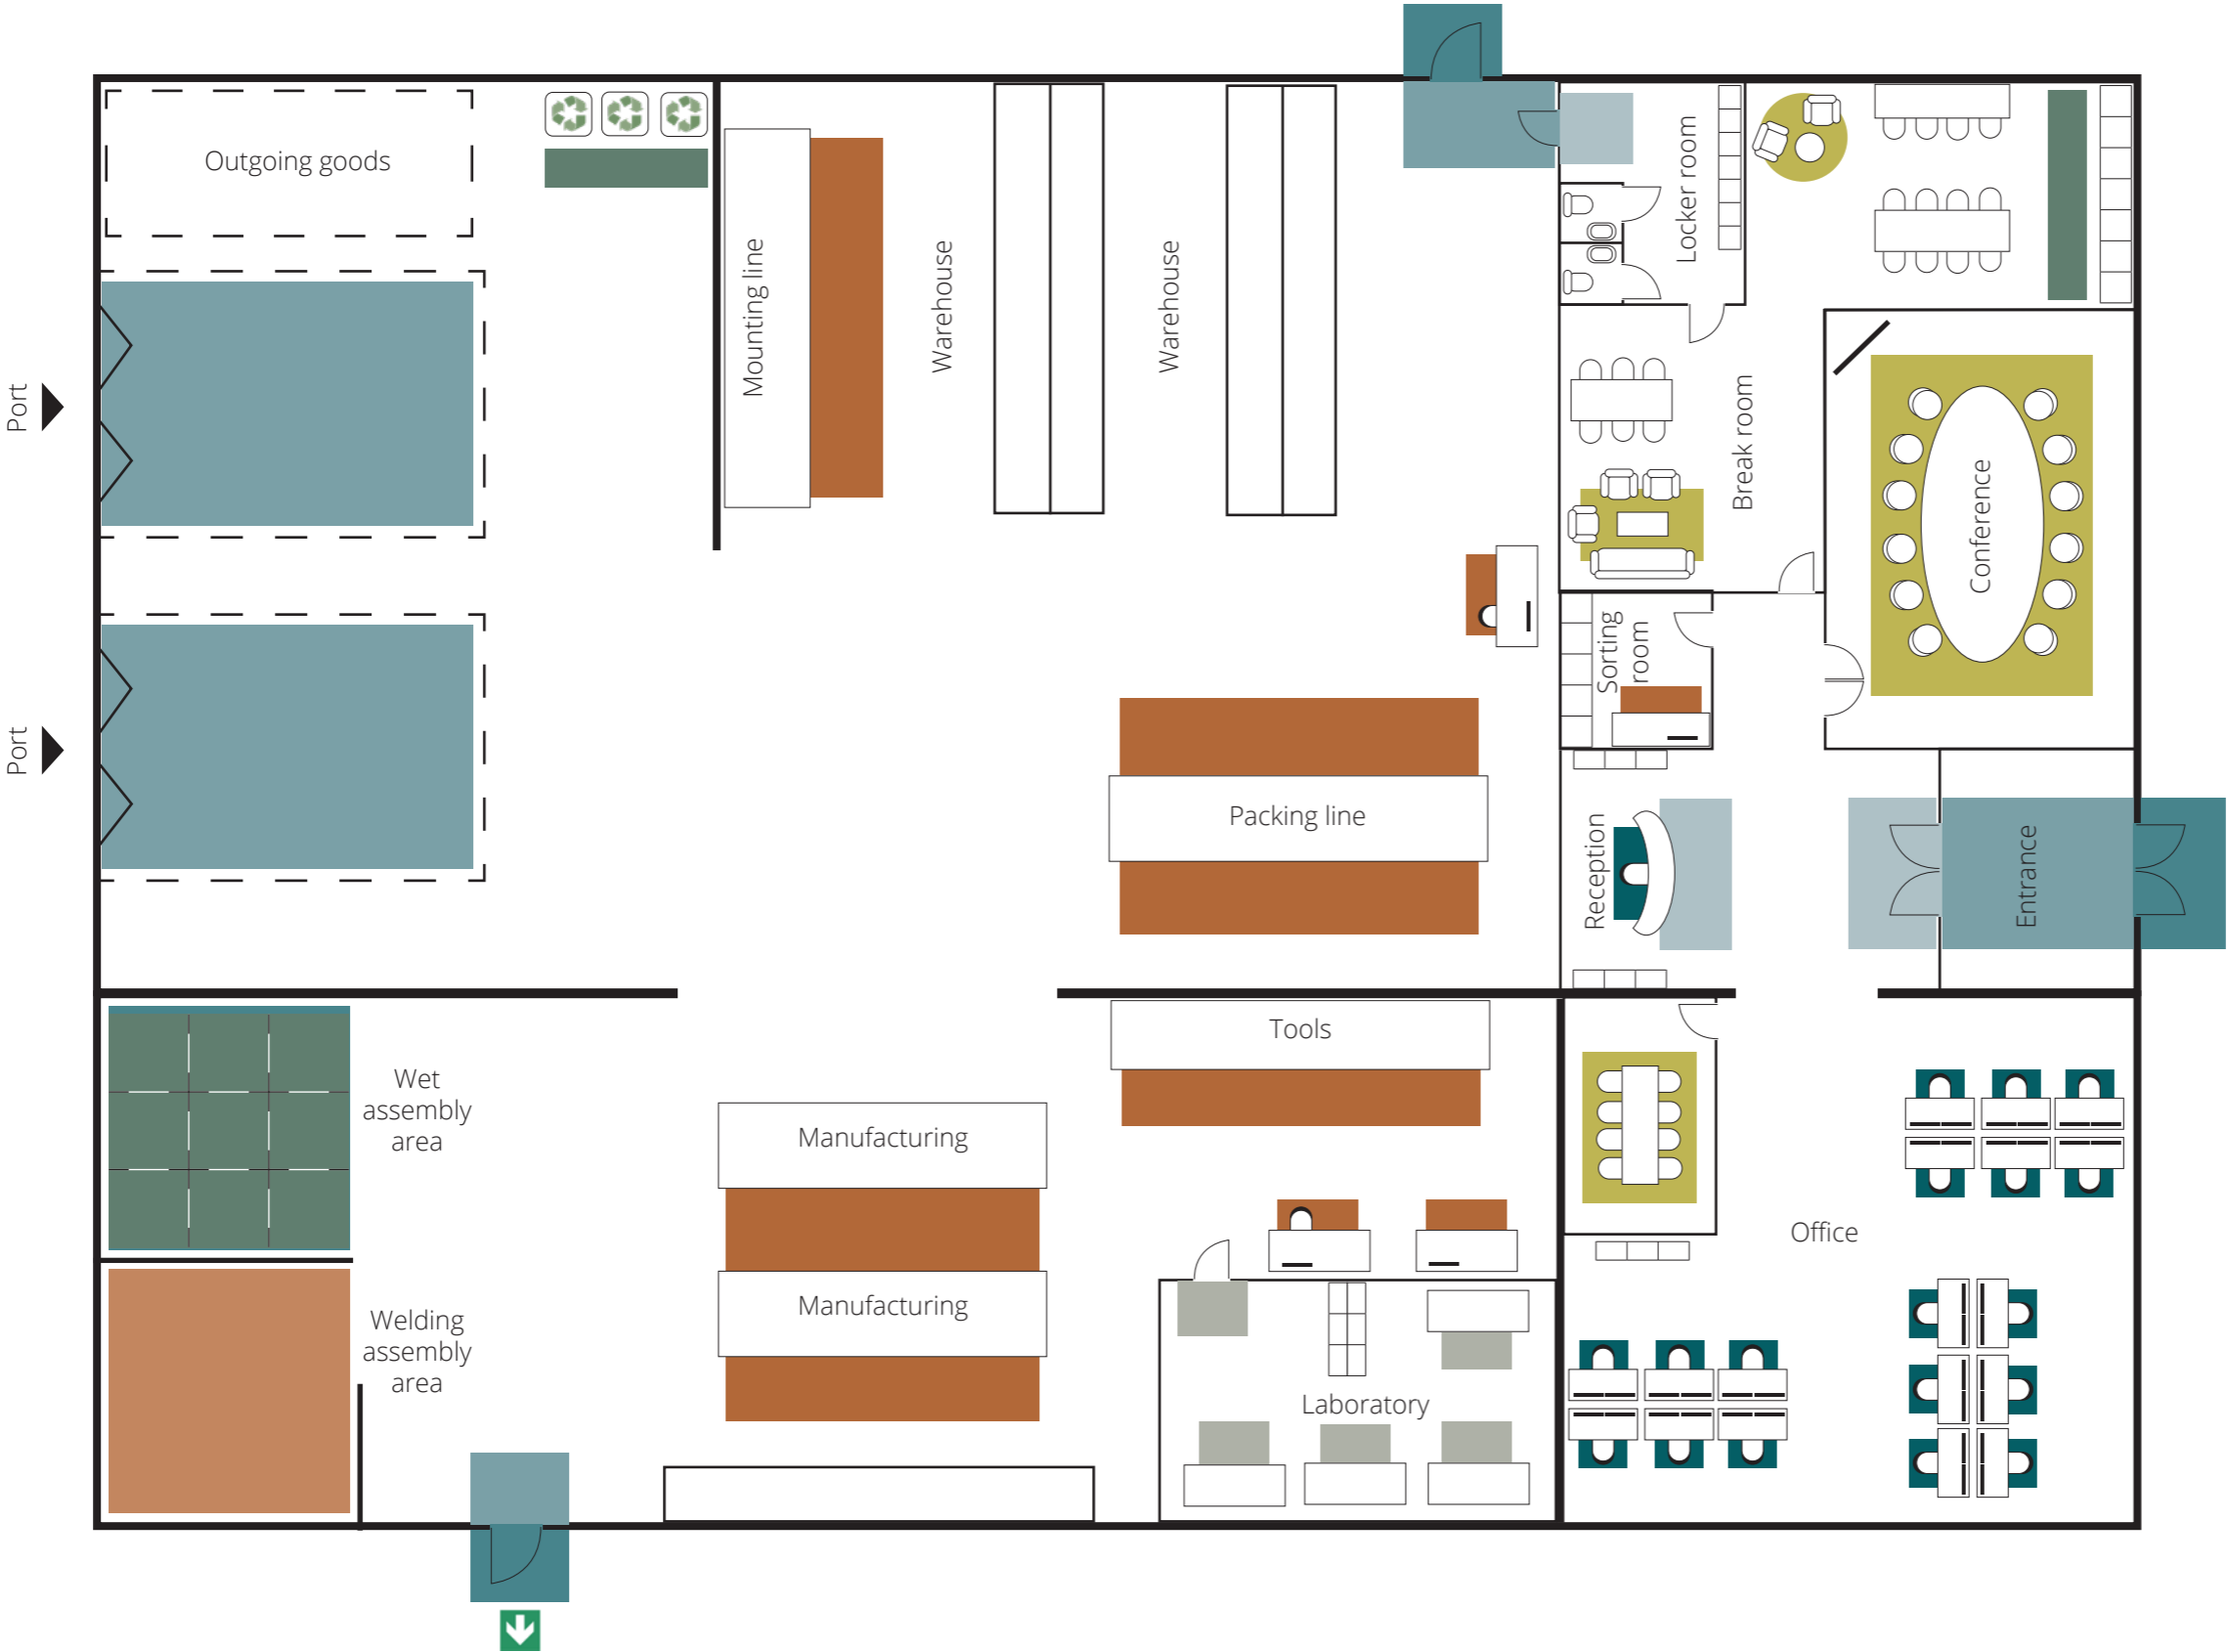 Outgoing goods
Port
Port
Mounting line
Warehouse
Warehouse
Locker room
Break room
Conference
Sorting
room
Packing line
Reception
Entrance
Wet
assembly
area
Welding
assembly
area
Manufacturing
Manufacturing
Tools
Laboratory
Office